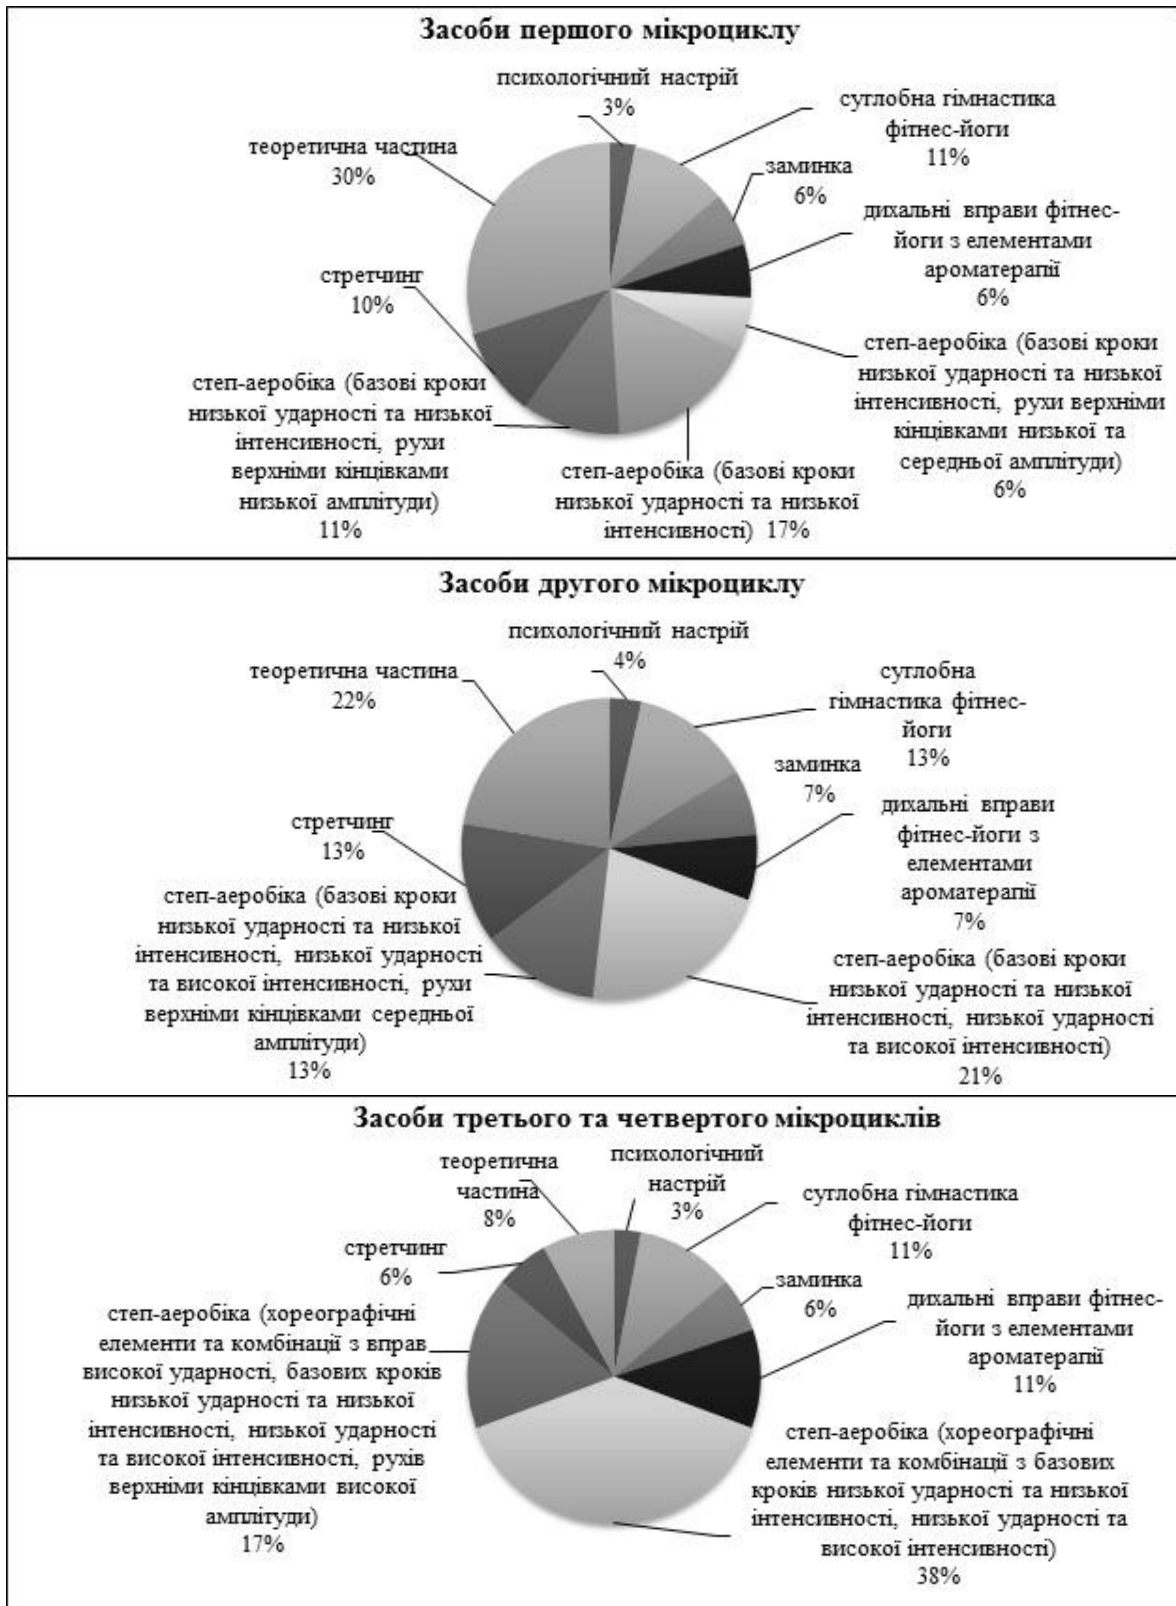 Засоби першого мікроциклу
психологічний настрій
3%
суглобна гімнастика
фітнес-йоги
11%
заминка
6%
дихальні вправи фітнес-
йоги з елементами
ароматерапії
6%
степ-аеробіка (базові кроки
низької ударності та низької
інтенсивності, рухи верхніми
кінцівками низької та
середньої амплітуди)
6%
степ-аеробіка (базові кроки
низької ударності та низької
інтенсивності) 17%
степ-аеробіка (базові кроки
низької ударності та низької
інтенсивності, рухи
верхніми кінцівками
низької амплітуди)
11%
стретчинг
10%
теоретична частина
30%
Засоби другого мікроциклу
психологічний настрій
4%
суглобна
гімнастика фітнес-
йоги
13%
заминка
7%
дихальні вправи
фітнес-йоги з
елементами
ароматерапії
7%
степ-аеробіка (базові кроки
низької ударності та низької
інтенсивності, низької ударності
та високої інтенсивності)
21%
степ-аеробіка (базові кроки
низької ударності та низької
інтенсивності, низької ударності
та високої інтенсивності, рухи
верхніми кінцівками середньої
амплітуди)
13%
стретчинг
13%
теоретична частина
22%
Засоби третього та четвертого мікроциклів
психологічний
настрій
3%
суглобна гімнастика
фітнес-йоги
11%
заминка
6%
дихальні вправи фітнес-
йоги з елементами
ароматерапії
11%
степ-аеробіка (хореографічні
елементи та комбінації з базових
кроків низької ударності та низької
інтенсивності, низької ударності та
високої інтенсивності)
38%
степ-аеробіка (хореографічні
елементи та комбінації з вправ
високої ударності, базових кроків
низької ударності та низької
інтенсивності, низької ударності
та високої інтенсивності, рухів
верхніми кінцівками високої
амплітуди)
17%
стретчинг
6%
теоретична
частина
8%